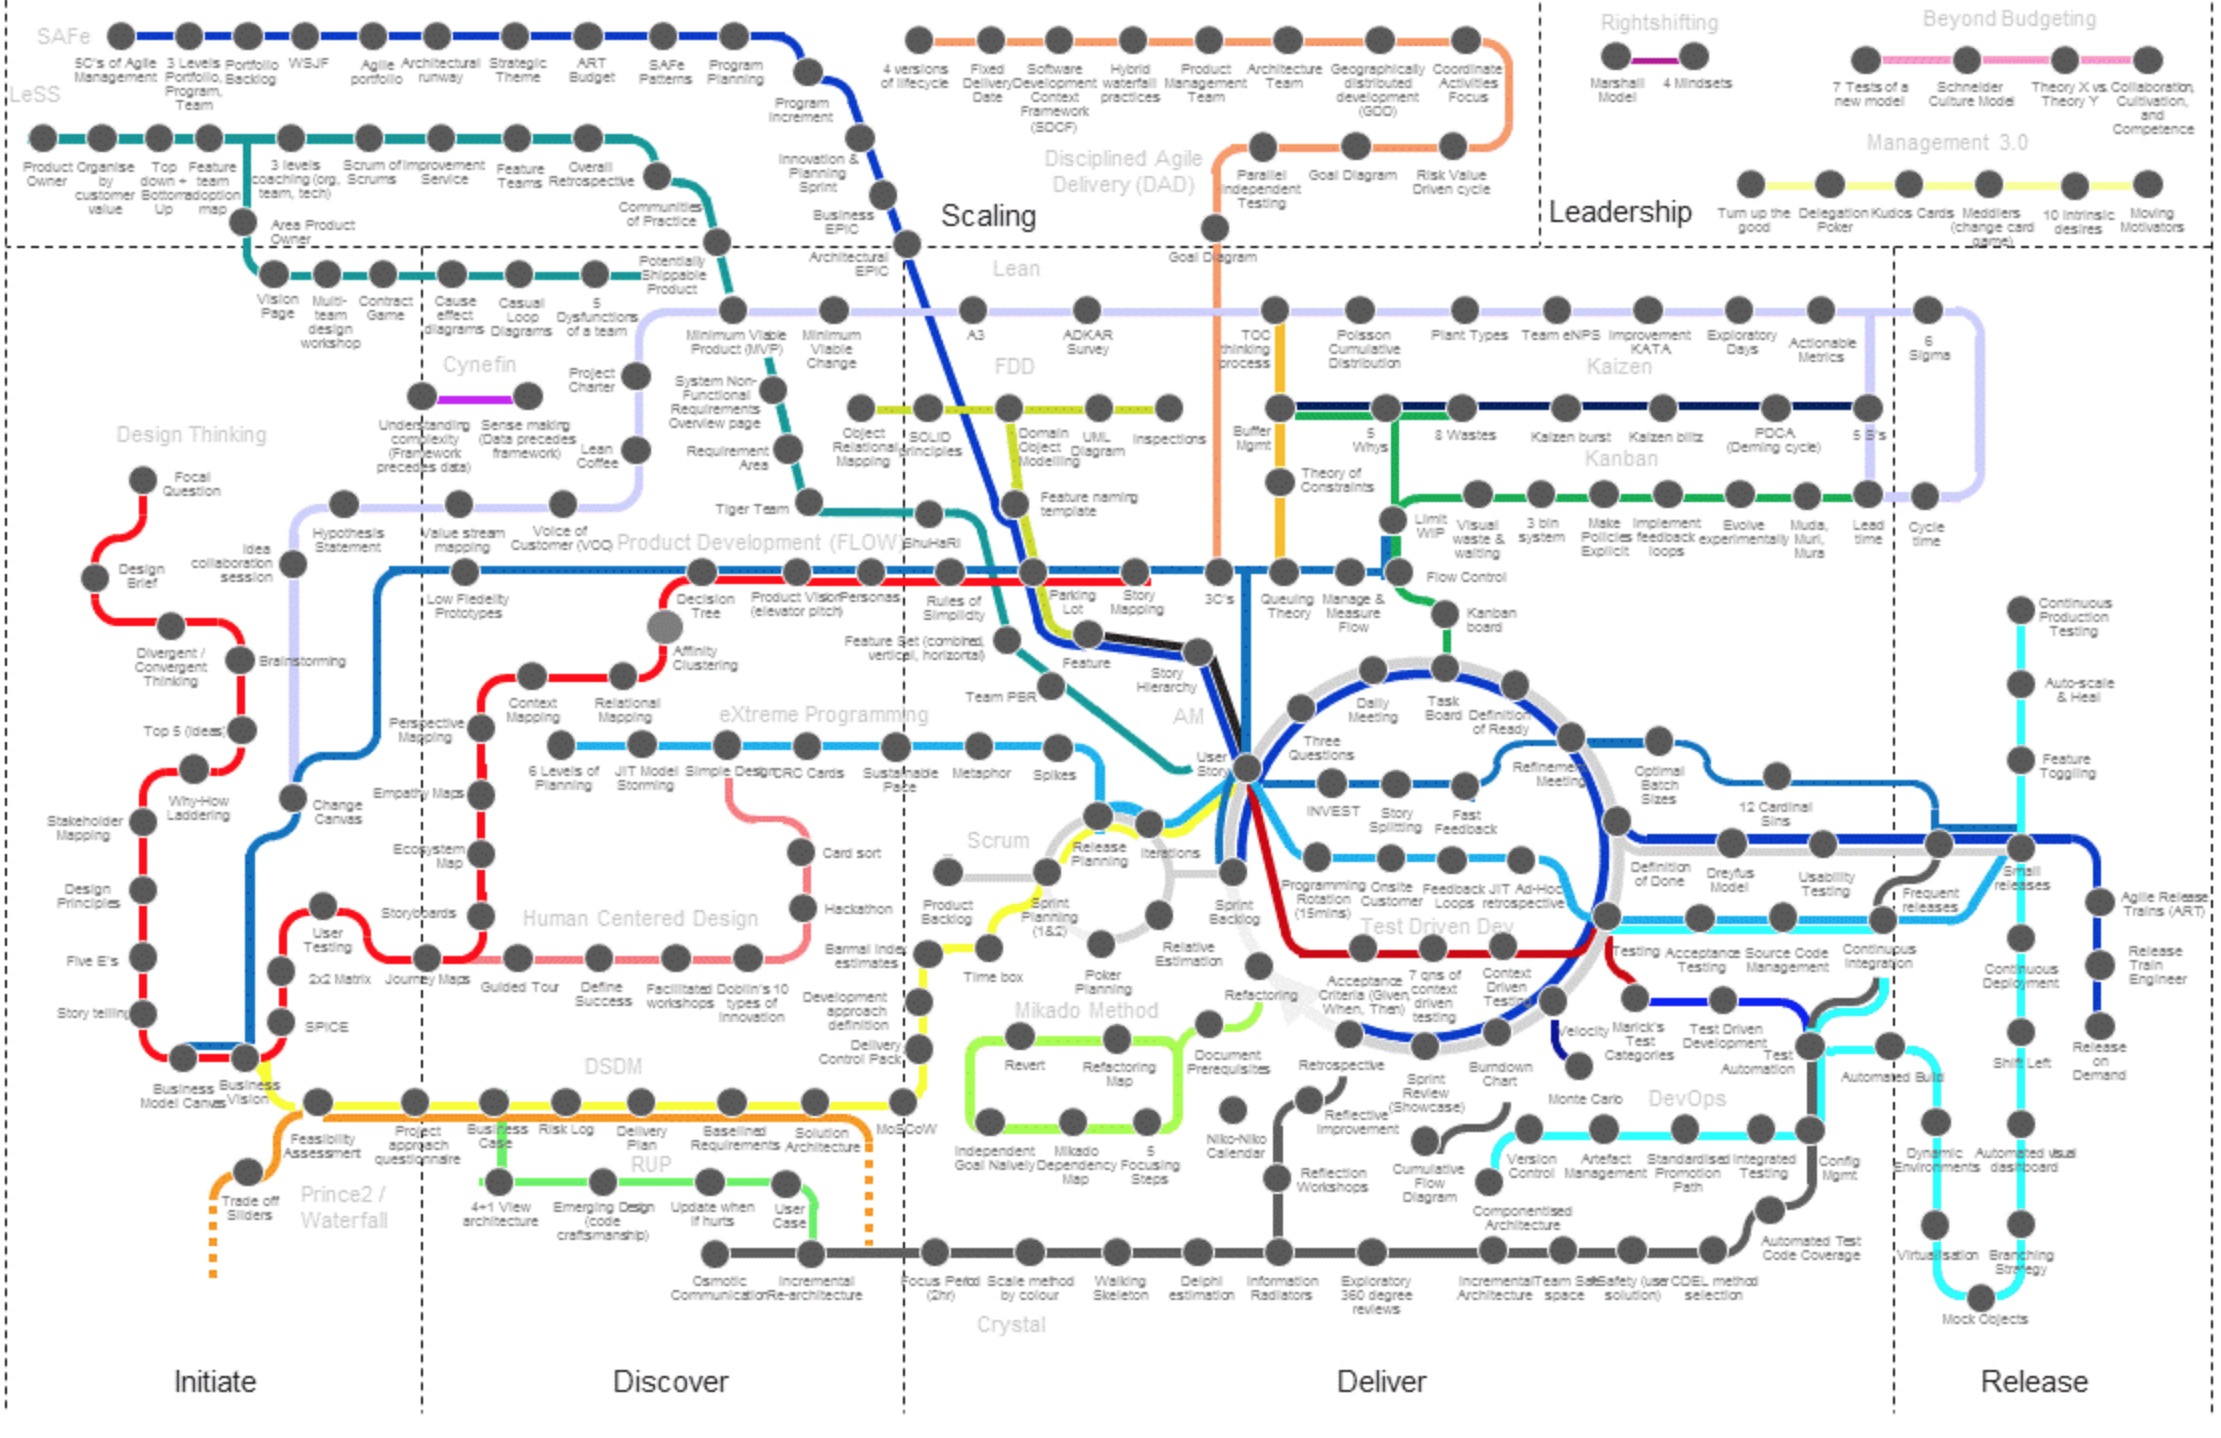 SAFe
5C's of Agile
Management
3 Levels
Portfolio,
Program,
Team
Portfolio
Backlog
WSJF
Agile
portfolio
Architectural
runway
Strategic
Theme
ART
Budget
SAFe
Patterns
Program
Planning
Program
Increment
Innovation &
Planning
Sprint
Business
EPIC
Architectural
EPIC
LeSS
Product
Owner
Organise
by
customer
value
Top
down +
Bottom
Up
Feature
team
adoption
map
3 levels
coaching (org,
team, tech)
Scrum of
Scrums
Improvement
Service
Feature
Teams
Overall
Retrospective
Communities
of Practice
Area Product
Owner
Potentially
Shippable
Product
Vision
Page
Multi-
team
design
workshop
Contract
Game
Cause
effect
diagrams
Casual
Loop
Diagrams
5
Dysfunctions
of a team
4 versions
of lifecycle
Fixed
Delivery
Date
Software
Development
Context
Framework
(SDCF)
Hybrid
waterfall
practices
Product
Management
Team
Architecture
Team
Geographically
distributed
development
(GDD)
Coordinate
Activities
Focus
Disciplined Agile
Delivery (DAD)
Parallel
Independent
Testing
Goal Diagram
Risk Value
Driven cycle
Goal Diagram
Scaling
Rightshifting
Marshall
Model
4 Mindsets
Beyond Budgeting
7 Tests of a
new model
Schneider
Culture Model
Theory X vs.
Theory Y
Collaboration,
Cultivation,
and
Competence
Management 3.0
Turn up the
good
Delegation
Poker
Kudos Cards
Meddlers
(change card
game)
10 Intrinsic
desires
Moving
Motivators
Leadership
Lean
Minimum Viable
Product (MVP)
Minimum
Viable
Change
A3
ADKAR
Survey
TOC
thinking
process
Poisson
Cumulative
Distribution
Plant Types
Team eNPS
Improvement
KATA
Exploratory
Days
Actionable
Metrics
6
Sigma
Cynefin
Understanding
complexity
(Framework
precedes data)
Sense making
(Data precedes
framework)
Project
Charter
Lean
Coffee
System Non-
Functional
Requirements
Overview page
Requirement
Area
Tiger Team
FDD
Object
Relational
Mapping
SOLID
principles
Domain
Object
Modelling
UML
Diagram
Inspections
Feature naming
template
Kaizen
Buffer
Mgmt
5
Whys
8 Wastes
Kaizen burst
Kaizen blitz
PDCA
(Deming cycle)
5 S's
Theory of
Constraints
Kanban
Limit
WIP
Visual
waste &
waiting
3 bin
system
Make
Policies
Explicit
Implement
feedback
loops
Evolve
experimentally
Muda,
Muri,
Mura
Lead
time
Cycle
time
Design Thinking
Focal
Question
Design
Brief
Divergent /
Convergent
Thinking
Brainstorming
Top 5 (Ideas)
Why-How
Laddering
Stakeholder
Mapping
Design
Principles
Five E's
Story telling
Business
Model Canvas
Business
Vision
Hypothesis
Statement
Value stream
mapping
Voice of
Customer (VOC)
Idea
collaboration
session
Change
Canvas
Product Development (FLOW)
ShuHaRi
Low Fiedelity
Prototypes
Decision
Tree
Product Vision
(elevator pitch)
Personas
Rules of
Simplicity
Parking
Lot
Story
Mapping
3C's
Queuing
Theory
Manage &
Measure
Flow
Flow Control
Kanban
board
Affinity
Clustering
Context
Mapping
Relational
Mapping
Perspective
Mapping
Empathy Maps
Ecosystem
Map
Storyboards
User
Testing
2x2 Matrix
SPICE
Journey Maps
Feature Set (combined,
vertical, horizontal)
Team PBR
Feature
Story
Hierarchy
AM
User
Story
eXtreme Programming
6 Levels of
Planning
JIT Model
Storming
Simple Design
CRC Cards
Sustainable
Pace
Metaphor
Spikes
Card sort
Hackathon
Human Centered Design
Guided Tour
Define
Success
Facilitated
workshops
Doblin's 10
types of
Innovation
Scrum
Product
Backlog
Sprint
Planning
(1&2)
Release
Planning
Iterations
Sprint
Backlog
Relative
Estimation
Poker
Planning
Time box
Barmal index
estimates
Development
approach
definition
Delivery
Control Pack
Three
Questions
Daily
Meeting
Task
Board
Definition
of Ready
Refinement
Meeting
INVEST
Story
Splitting
Fast
Feedback
Optimal
Batch
Sizes
12 Cardinal
Sins
Programming
Rotation
(15mins)
Onsite
Customer
Feedback
Loops
JIT Ad-Hoc
retrospective
Definition
of Done
Dreyfus
Model
Usability
Testing
Frequent
releases
Small
releases
Test Driven Dev
Acceptance
Criteria (Given,
When, Then)
7 qns of
context
driven
testing
Context
Driven
Testing
Testing
Acceptance
Testing
Source Code
Management
Continuous
Integration
Refactoring
Retrospective
Sprint
Review
(Showcase)
Burndown
Chart
Velocity
Monte Carlo
Marick's
Test
Categories
Test Driven
Development
Test
Automation
Continuous
Production
Testing
Auto-scale
& Heal
Feature
Toggling
Continuous
Deployment
Shift Left
Automated visual
dashboard
Branching
Strategy
Mock Objects
Virtualisation
Dynamic
Environments
Automated Build
Agile Release
Trains (ART)
Release
Train
Engineer
Release
on
Demand
Mikado Method
Revert
Refactoring
Map
Document
Prerequisites
Independent
Goal Naively
Mikado
Dependency
Map
5
Focusing
Steps
Niko-Niko
Calendar
Reflective
Improvement
Reflection
Workshops
Cumulative
Flow
Diagram
DevOps
Version
Control
Artefact
Management
Standardised
Promotion
Path
Integrated
Testing
Config
Mgmt
Componentised
Architecture
Automated Test
Code Coverage
DSDM
Feasibility
Assessment
Project
approach
questionnaire
Business
Case
Risk Log
Delivery
Plan
Baselined
Requirements
Solution
Architecture
MoSCoW
Prince2 /
Waterfall
Trade off
Sliders
RUP
4+1 View
architecture
Emerging Design
(code
craftsmanship)
Update when
if hurts
User
Case
Osmotic
Communication
Incremental
Re-architecture
Focus Period
(2hr)
Scale method
by colour
Walking
Skeleton
Delphi
estimation
Information
Radiators
Exploratory
360 degree
reviews
Incremental
Architecture
Team
space
Safety (user
solution)
CDEL method
selection
Crystal
Initiate
Discover
Deliver
Release